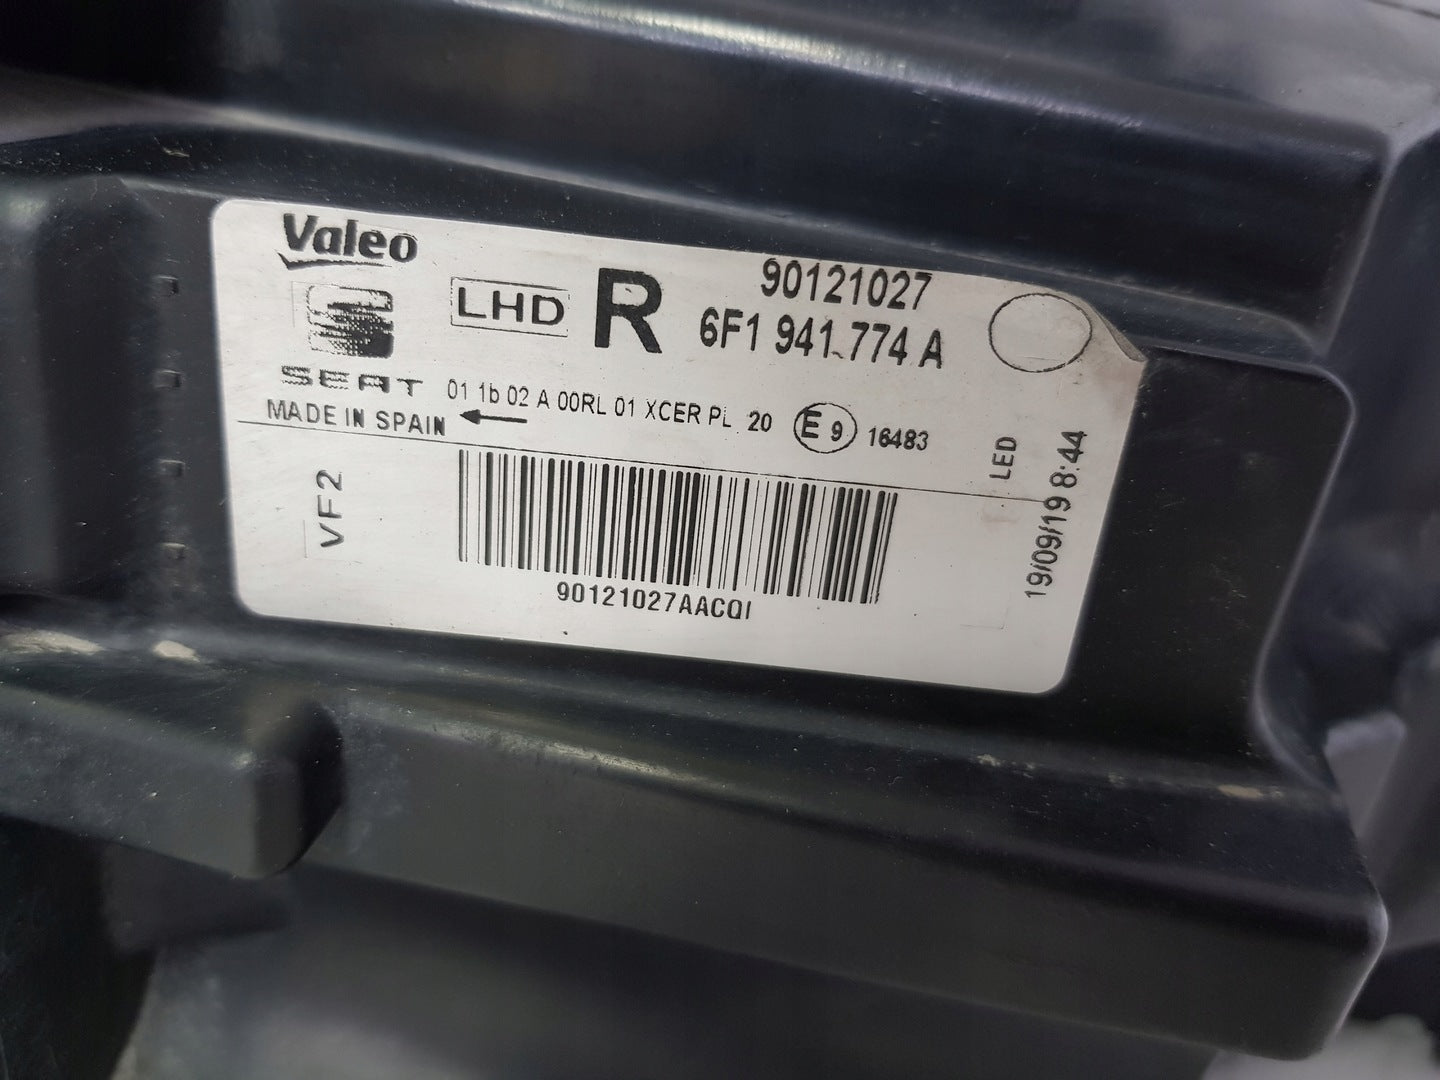 Valeo
SEAT
LHD
R
90121027
6F1 941.774 A
01 1b 02 A 00RL 01 XCER PL 20
E 9
16483
MADE IN SPAIN
VF2
90121027AACQI
LED
19/09/19 8:44